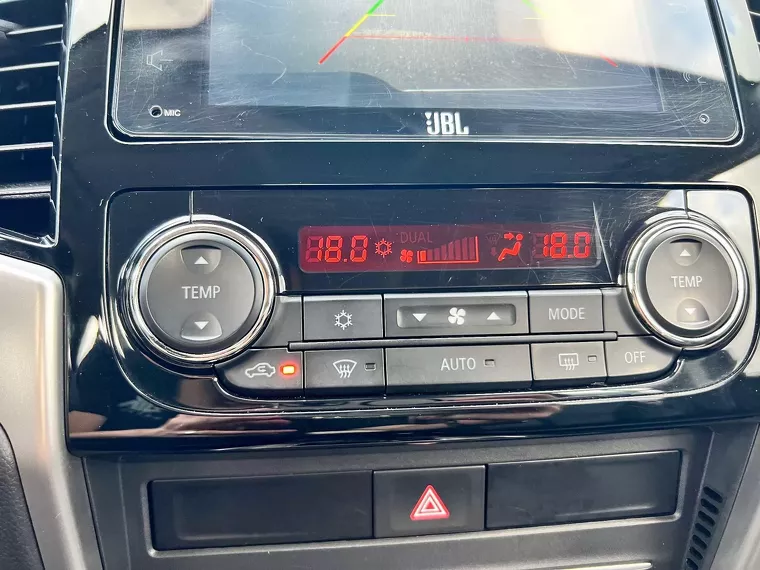 MIC
JBL
18.0 DUAL 18.0
TEMP
TEMP
MODE
AUTO
OFF